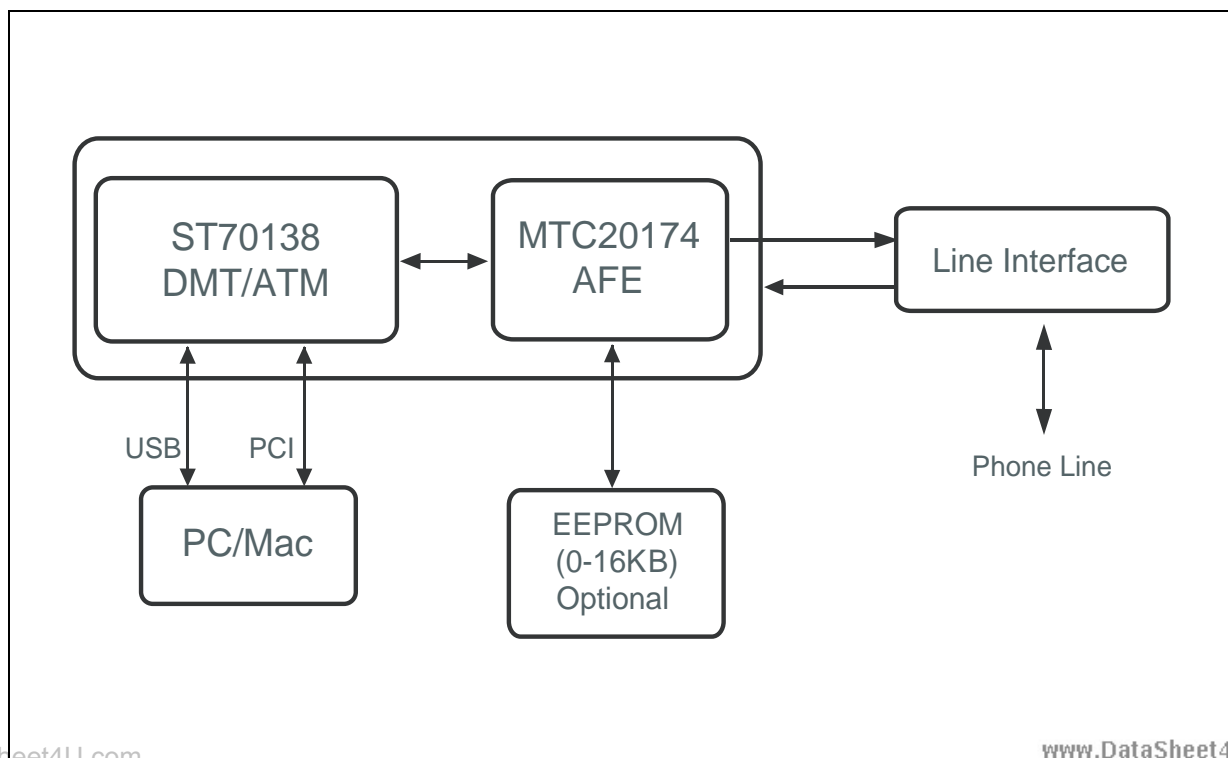 ST70138
DMT/ATM
MTC20174
AFE
Line Interface
USB
PCI
Phone Line
PC/Mac
EEPROM
(0-16KB)
Optional
www.DataSheet4